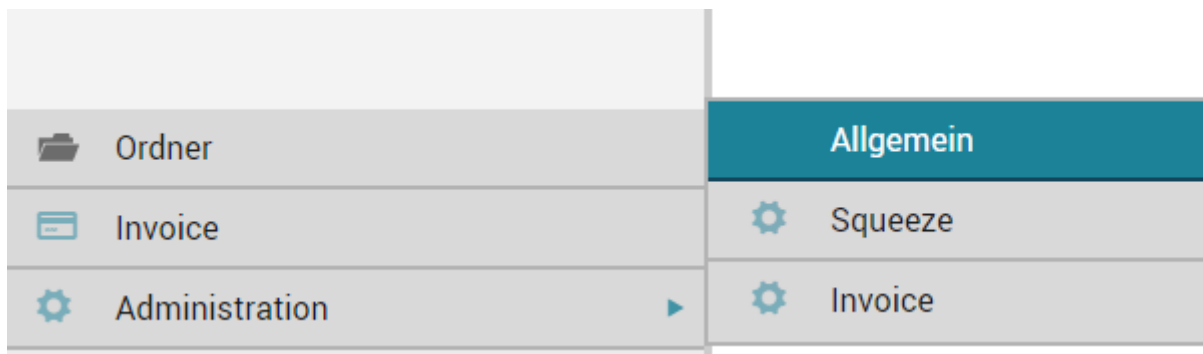 Ordner
Invoice
Administration
Allgemein
Squeeze
Invoice